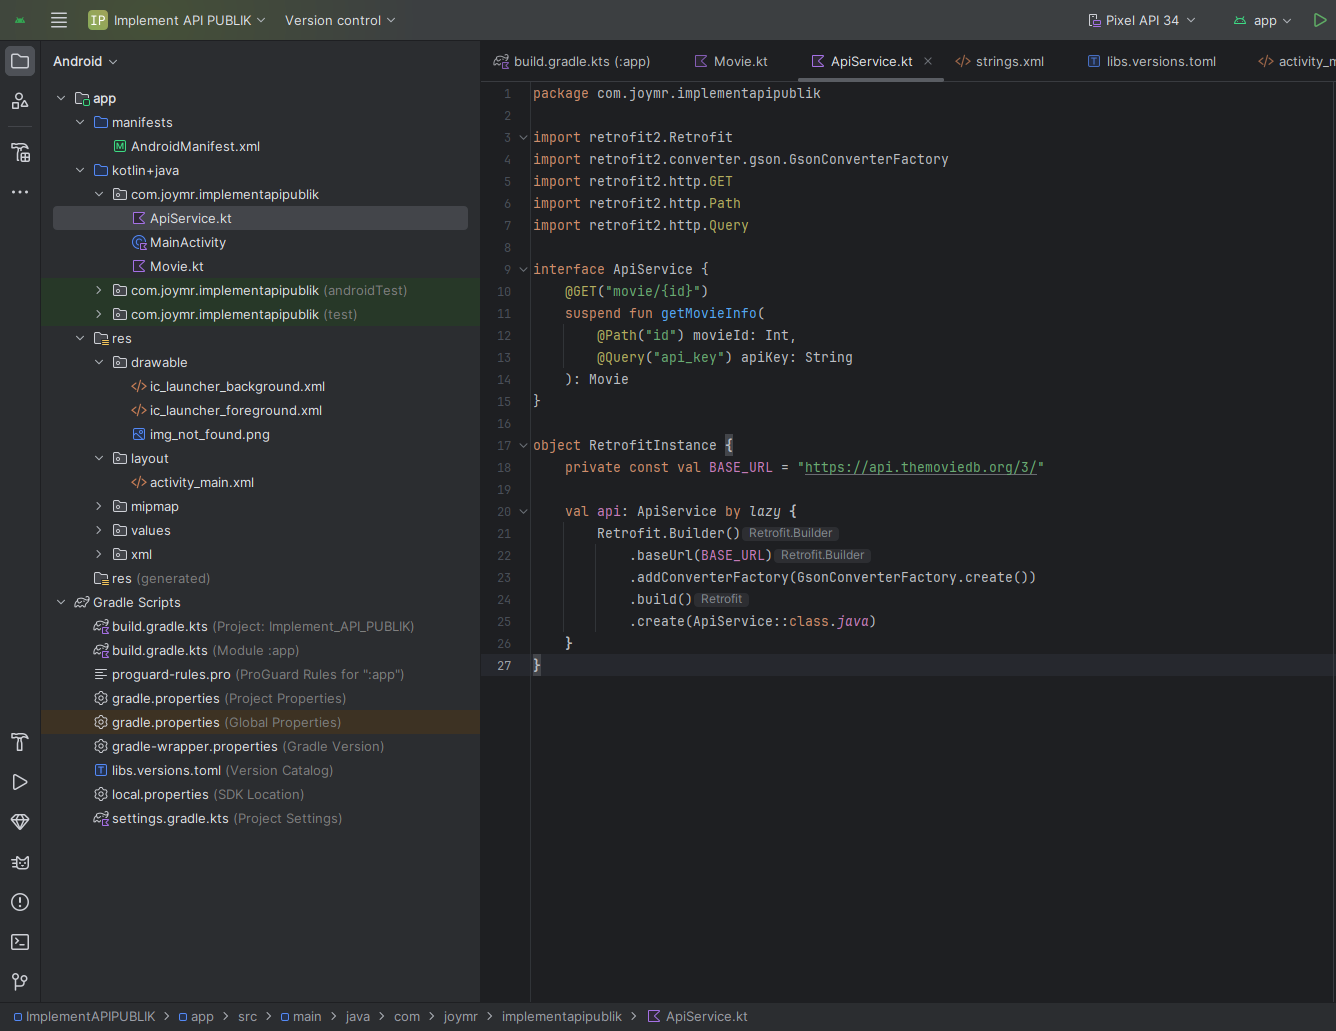 IP Implement API PUBLIK Version control Pixel API 34 app
Android
build.gradle.kts (:app) Movie.kt ApiService.kt strings.xml libs.versions.toml activity_m
app
manifests
AndroidManifest.xml
kotlin+java
com.joymr.implementapipublik
ApiService.kt
MainActivity
Movie.kt
com.joymr.implementapipublik (androidTest)
com.joymr.implementapipublik (test)
res
drawable
ic_launcher_background.xml
ic_launcher_foreground.xml
img_not_found.png
layout
activity_main.xml
mipmap
values
xml
res (generated)
Gradle Scripts
build.gradle.kts (Project: Implement_API_PUBLIK)
build.gradle.kts (Module :app)
proguard-rules.pro (ProGuard Rules for ":app")
gradle.properties (Project Properties)
gradle.properties (Global Properties)
gradle-wrapper.properties (Gradle Version)
libs.versions.toml (Version Catalog)
local.properties (SDK Location)
settings.gradle.kts (Project Settings)
1 package com.joymr.implementapipublik
2
3 import retrofit2.Retrofit
4 import retrofit2.converter.gson.GsonConverterFactory
5 import retrofit2.http.GET
6 import retrofit2.http.Path
7 import retrofit2.http.Query
8
9 interface ApiService {
10 @GET("movie/{id}")
11 suspend fun getMovieInfo(
12 @Path("id") movieId: Int,
13 @Query("api_key") apiKey: String
14 ): Movie
15 }
16
17 object RetrofitInstance {
18 private const val BASE_URL = "https://api.themoviedb.org/3/"
19
20 val api: ApiService by lazy {
21 Retrofit.Builder() Retrofit.Builder
22 .baseUrl(BASE_URL) Retrofit.Builder
23 .addConverterFactory(GsonConverterFactory.create())
24 .build() Retrofit
25 .create(ApiService::class.java)
26 }
27 }
ImplementAPIPUBLIK > app > src > main > java > com > joymr > implementapipublik > ApiService.kt